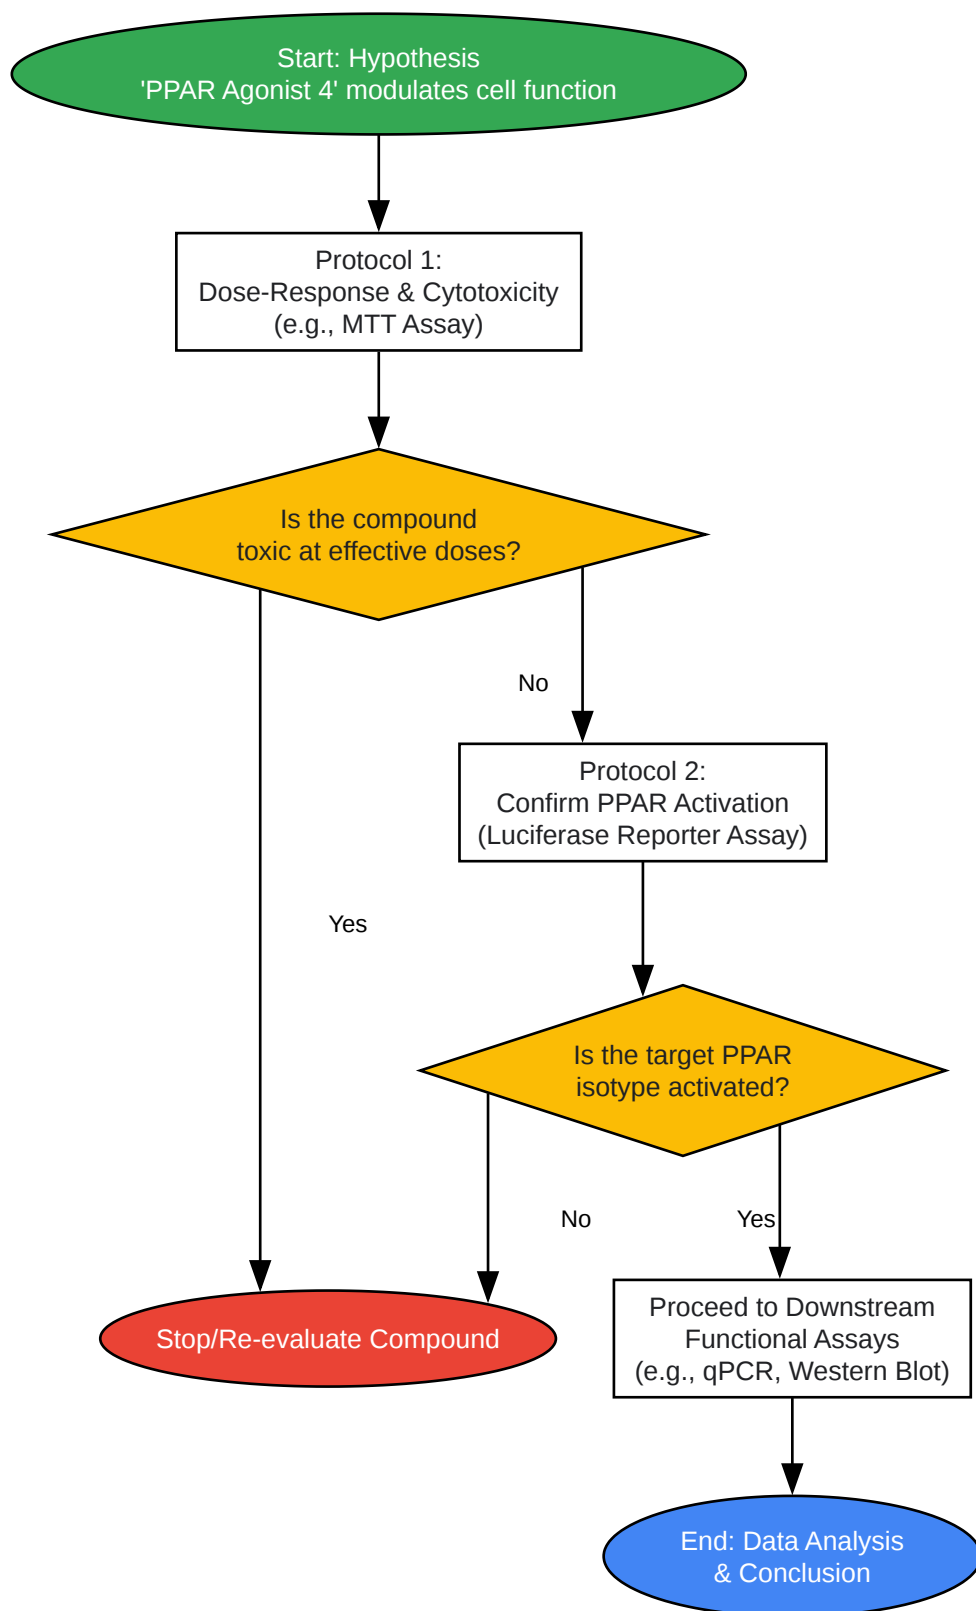 Start: Hypothesis
'PPAR Agonist 4' modulates cell function
Protocol 1:
Dose-Response & Cytotoxicity
(e.g., MTT Assay)
Is the compound
toxic at effective doses?
No
Protocol 2:
Confirm PPAR Activation
(Luciferase Reporter Assay)
Yes
Is the target PPAR
isotype activated?
No
Yes
Stop/Re-evaluate Compound
Proceed to Downstream
Functional Assays
(e.g., qPCR, Western Blot)
End: Data Analysis
& Conclusion